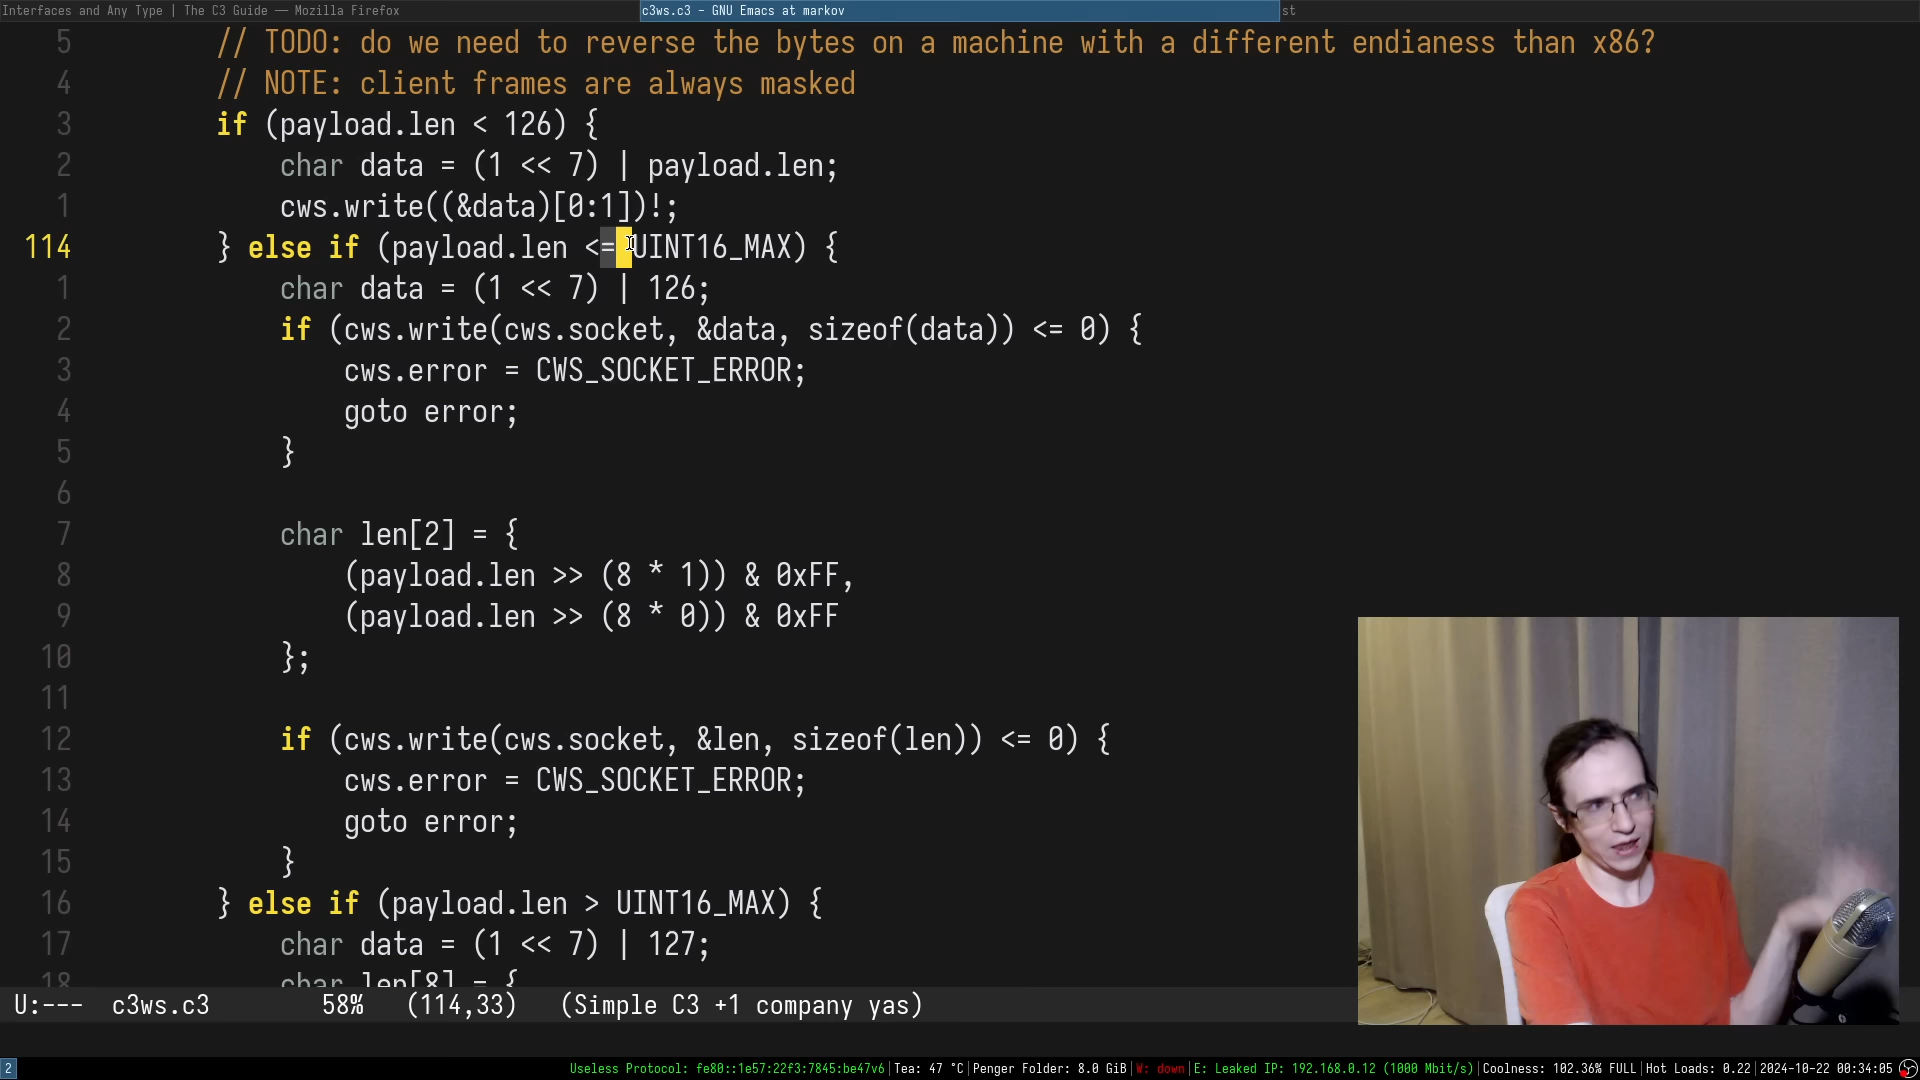 Interfaces and Any Type | The C3 Guide — Mozilla Firefox
c3ws.c3 - GNU Emacs at markov
st
5 // TODO: do we need to reverse the bytes on a machine with a different endianess than x86?
4 // NOTE: client frames are always masked
3 if (payload.len < 126) {
2 char data = (1 << 7) | payload.len;
1 cws.write((&data)[0:1])!;
114 } else if (payload.len <= UINT16_MAX) {
1 char data = (1 << 7) | 126;
2 if (cws.write(cws.socket, &data, sizeof(data)) <= 0) {
3 cws.error = CWS_SOCKET_ERROR;
4 goto error;
5 }
6
7 char len[2] = {
8 (payload.len >> (8 * 1)) & 0xFF,
9 (payload.len >> (8 * 0)) & 0xFF
10 };
11
12 if (cws.write(cws.socket, &len, sizeof(len)) <= 0) {
13 cws.error = CWS_SOCKET_ERROR;
14 goto error;
15 }
16 } else if (payload.len > UINT16_MAX) {
17 char data = (1 << 7) | 127;
18 char len[8] = {
U:--- c3ws.c3 58% (114,33) (Simple C3 +1 company yas)
2 Useless Protocol: fe80::1e57:22f3:7845:be47v6|Tea: 47 °C|Penger Folder: 8.0 GiB|W: down|E: Leaked IP: 192.168.0.12 (1000 Mbit/s)|Coolness: 102.36% FULL|Hot Loads: 0.22|2024-10-22 00:34:05